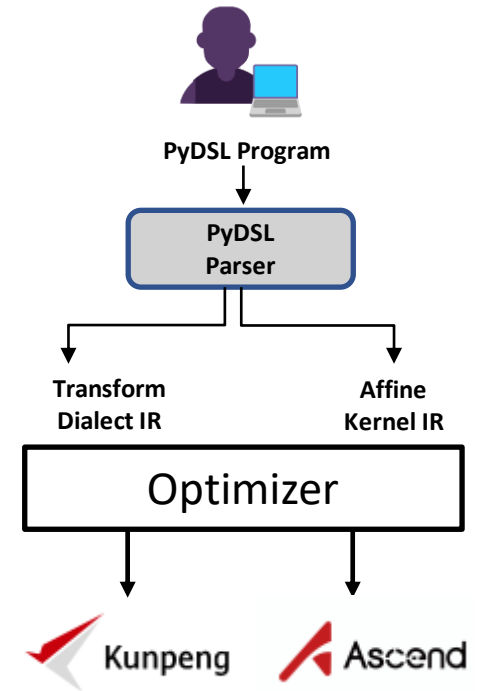 PyDSL Program
PyDSL
Parser
Transform
Dialect IR
Affine
Kernel IR
Optimizer
Kunpeng
Ascend